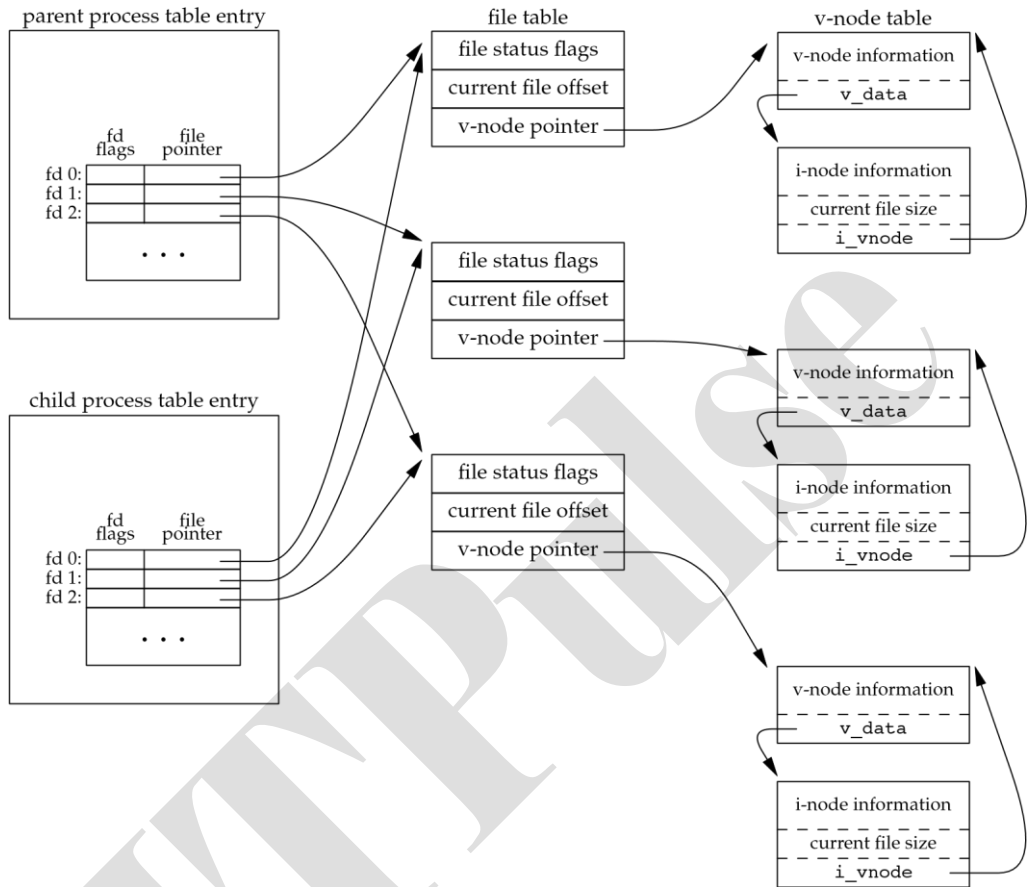 parent process table entry
fd flags
file pointer
fd 0:
fd 1:
fd 2:
. . .
child process table entry
fd flags
file pointer
fd 0:
fd 1:
fd 2:
. . .
file table
file status flags
current file offset
v-node pointer
file status flags
current file offset
v-node pointer
file status flags
current file offset
v-node pointer
v-node table
v-node information
v_data
i-node information
current file size
i_vnode
v-node information
v_data
i-node information
current file size
i_vnode
v-node information
v_data
i-node information
current file size
i_vnode